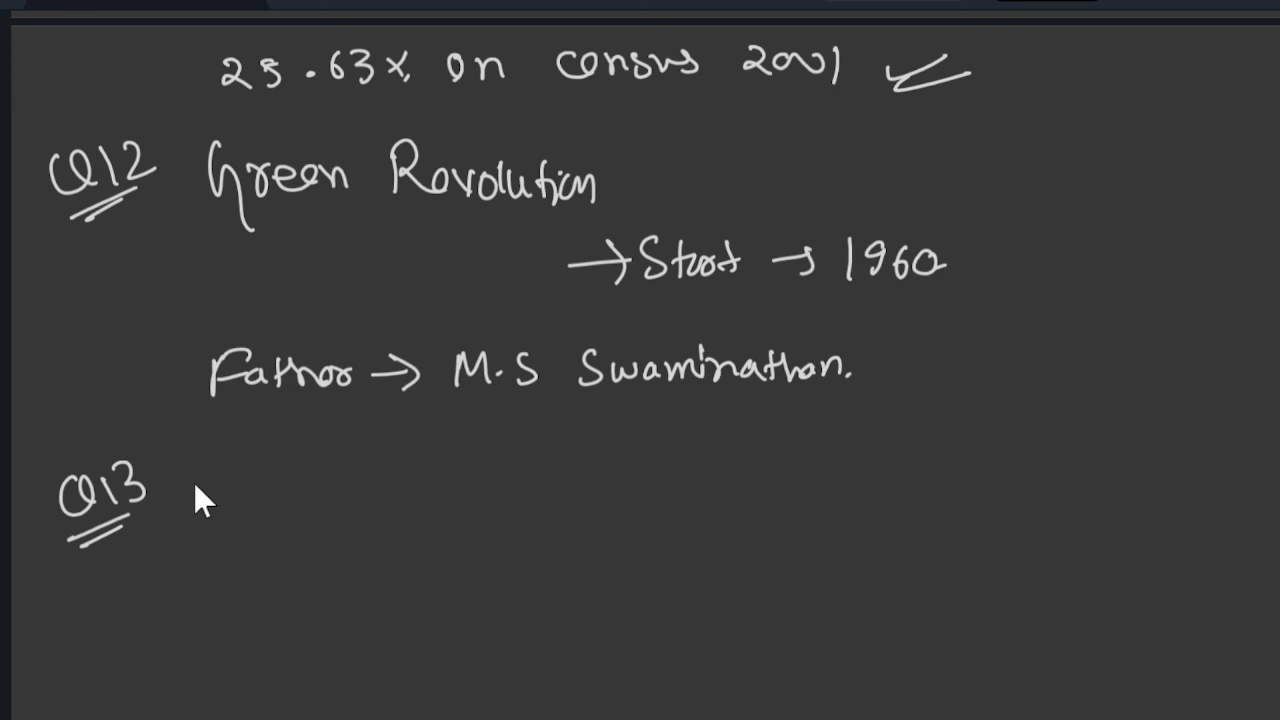 25.63% on census 2001
Q12 Green Revolution
→ Start → 1960
Father → M.S Swaminathan.
Q13